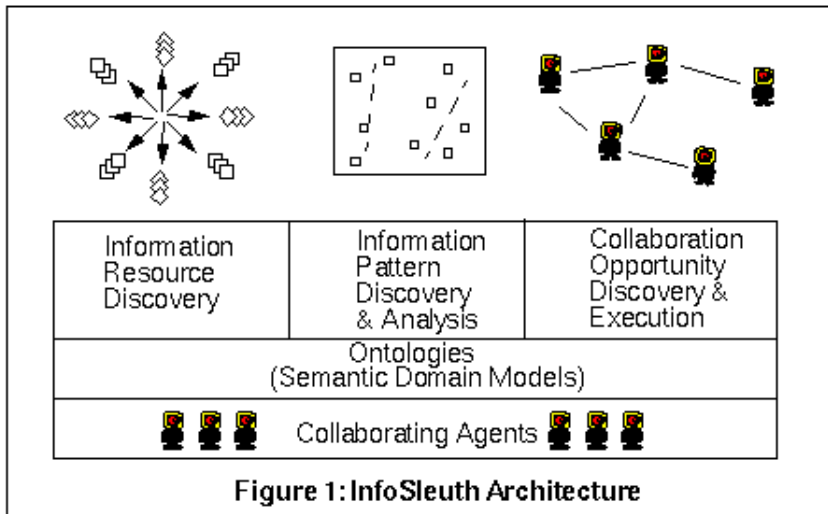 Information
Resource
Discovery
Information
Pattern
Discovery
& Analysis
Collaboration
Opportunity
Discovery &
Execution
Ontologies
(Semantic Domain Models)
Collaborating Agents
Figure 1: InfoSleuth Architecture